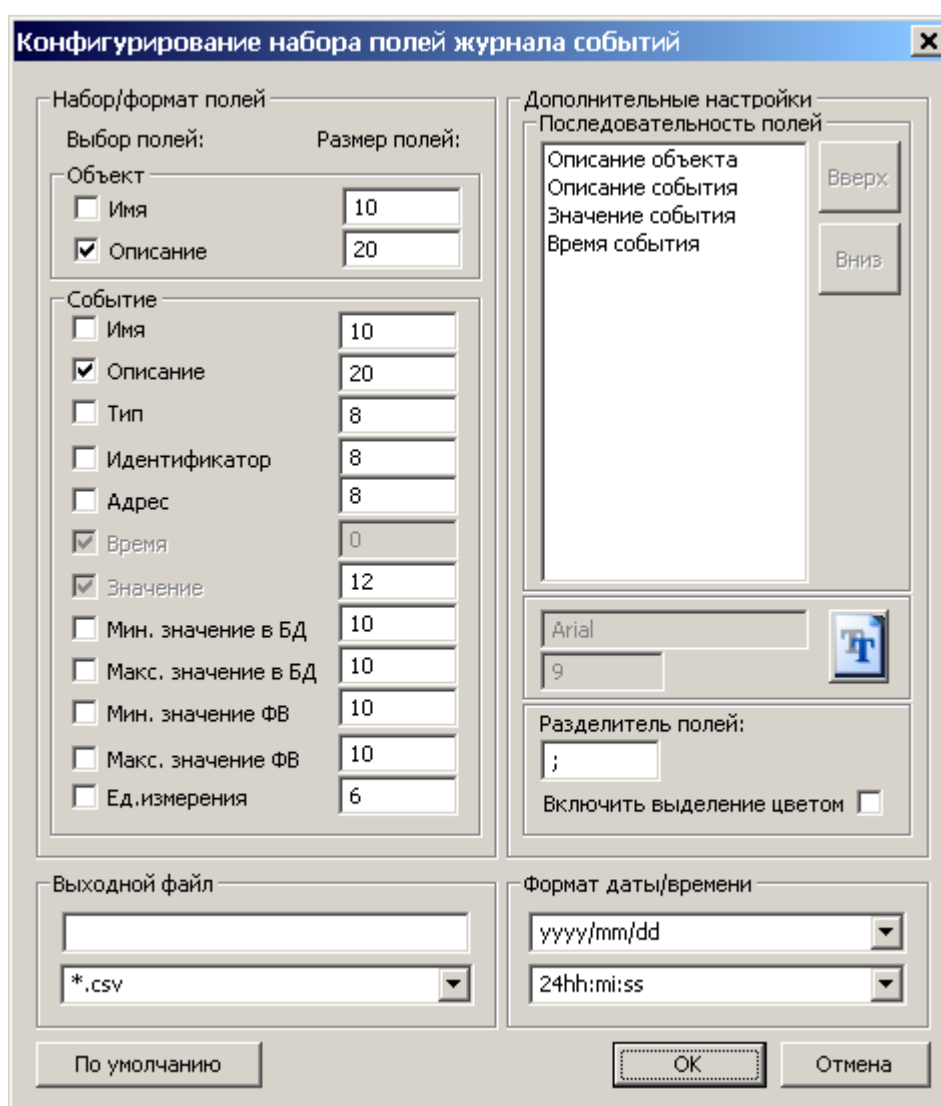 Конфигурирование набора полей журнала событий
Набор/формат полей
Выбор полей: Размер полей:
Объект
Имя 10
Описание 20
Событие
Имя 10
Описание 20
Тип 8
Идентификатор 8
Адрес 8
Время 0
Значение 12
Мин. значение в БД 10
Макс. значение в БД 10
Мин. значение ФВ 10
Макс. значение ФВ 10
Ед.измерения 6
Дополнительные настройки
Последовательность полей
Описание объекта
Описание события
Значение события
Время события
Вверх
Вниз
Arial
9
Разделитель полей:
;
Включить выделение цветом
Выходной файл
*.csv
Формат даты/времени
yyyy/mm/dd
24hh:mi:ss
По умолчанию
OK
Отмена